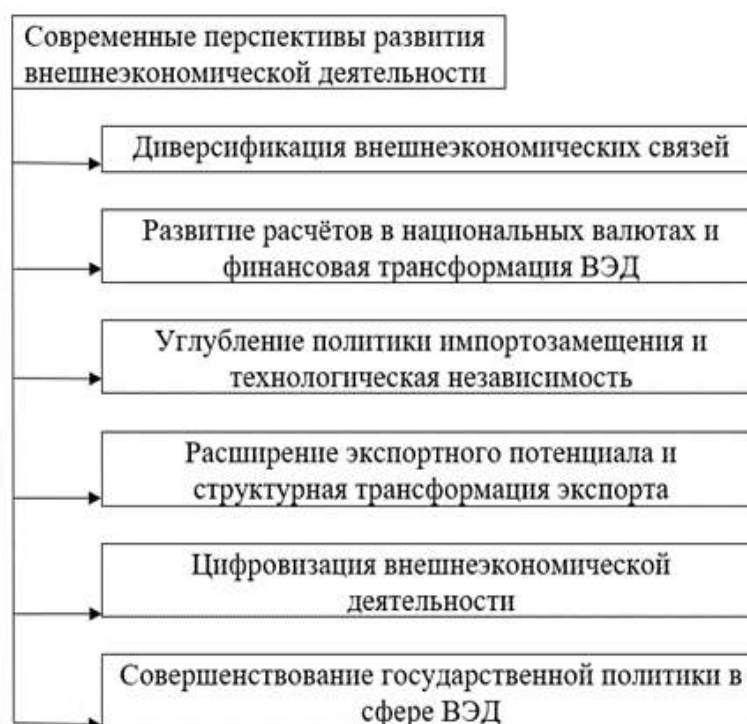 Современные перспективы развития
внешнеэкономической деятельности
Диверсификация внешнеэкономических связей
Развитие расчётов в национальных валютах и
финансовая трансформация ВЭД
Углубление политики импортозамещения и
технологическая независимость
Расширение экспортного потенциала и
структурная трансформация экспорта
Цифровизация внешнеэкономической
деятельности
Совершенствование государственной политики в
сфере ВЭД